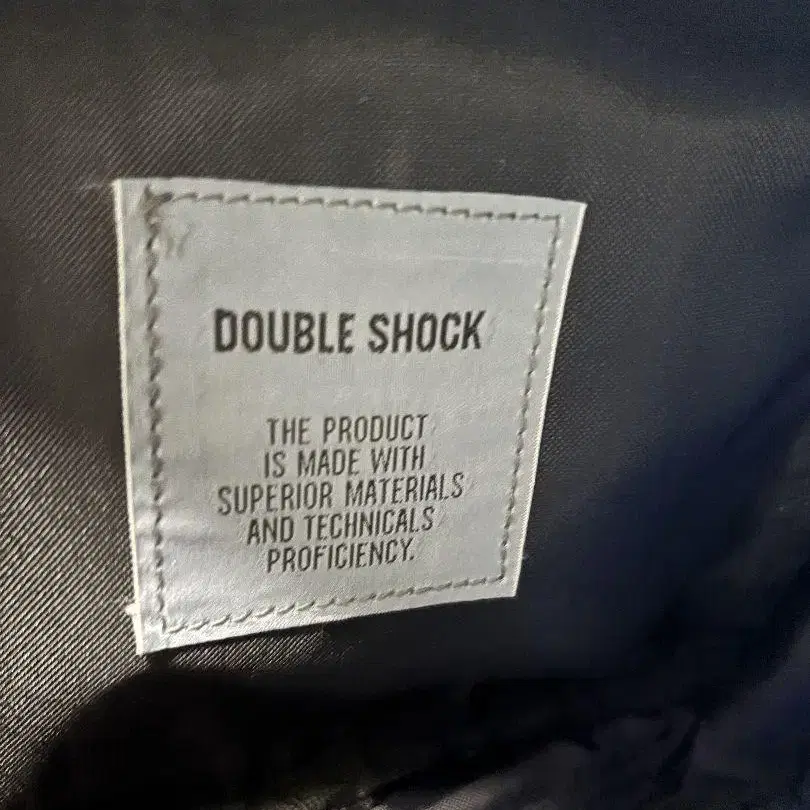 DOUBLE SHOCK
THE PRODUCT
IS MADE WITH
SUPERIOR MATERIALS
AND TECHNICALS
PROFICIENCY.